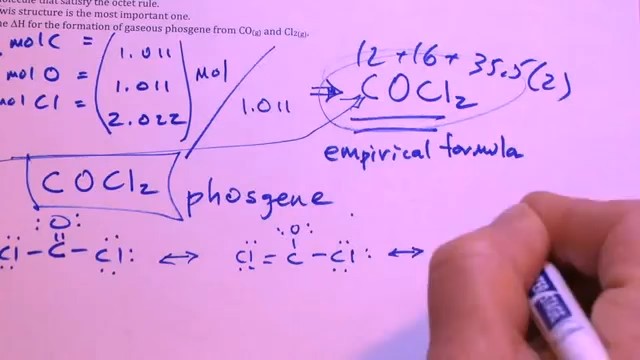 molecule that satisfy the octet rule.
wis structure is the most important one.
e ΔH for the formation of gaseous phosgene from CO(g) and Cl2(g).
mol C = 1.011
mol O = 1.011 mol
mol Cl = 2.022
1.011
12 + 16 + 35.5(2)
⇒ COCl2
empirical formula
COCl2 phosgene
:O:
Cl – C – Cl: ↔ Cl = C – Cl: ↔